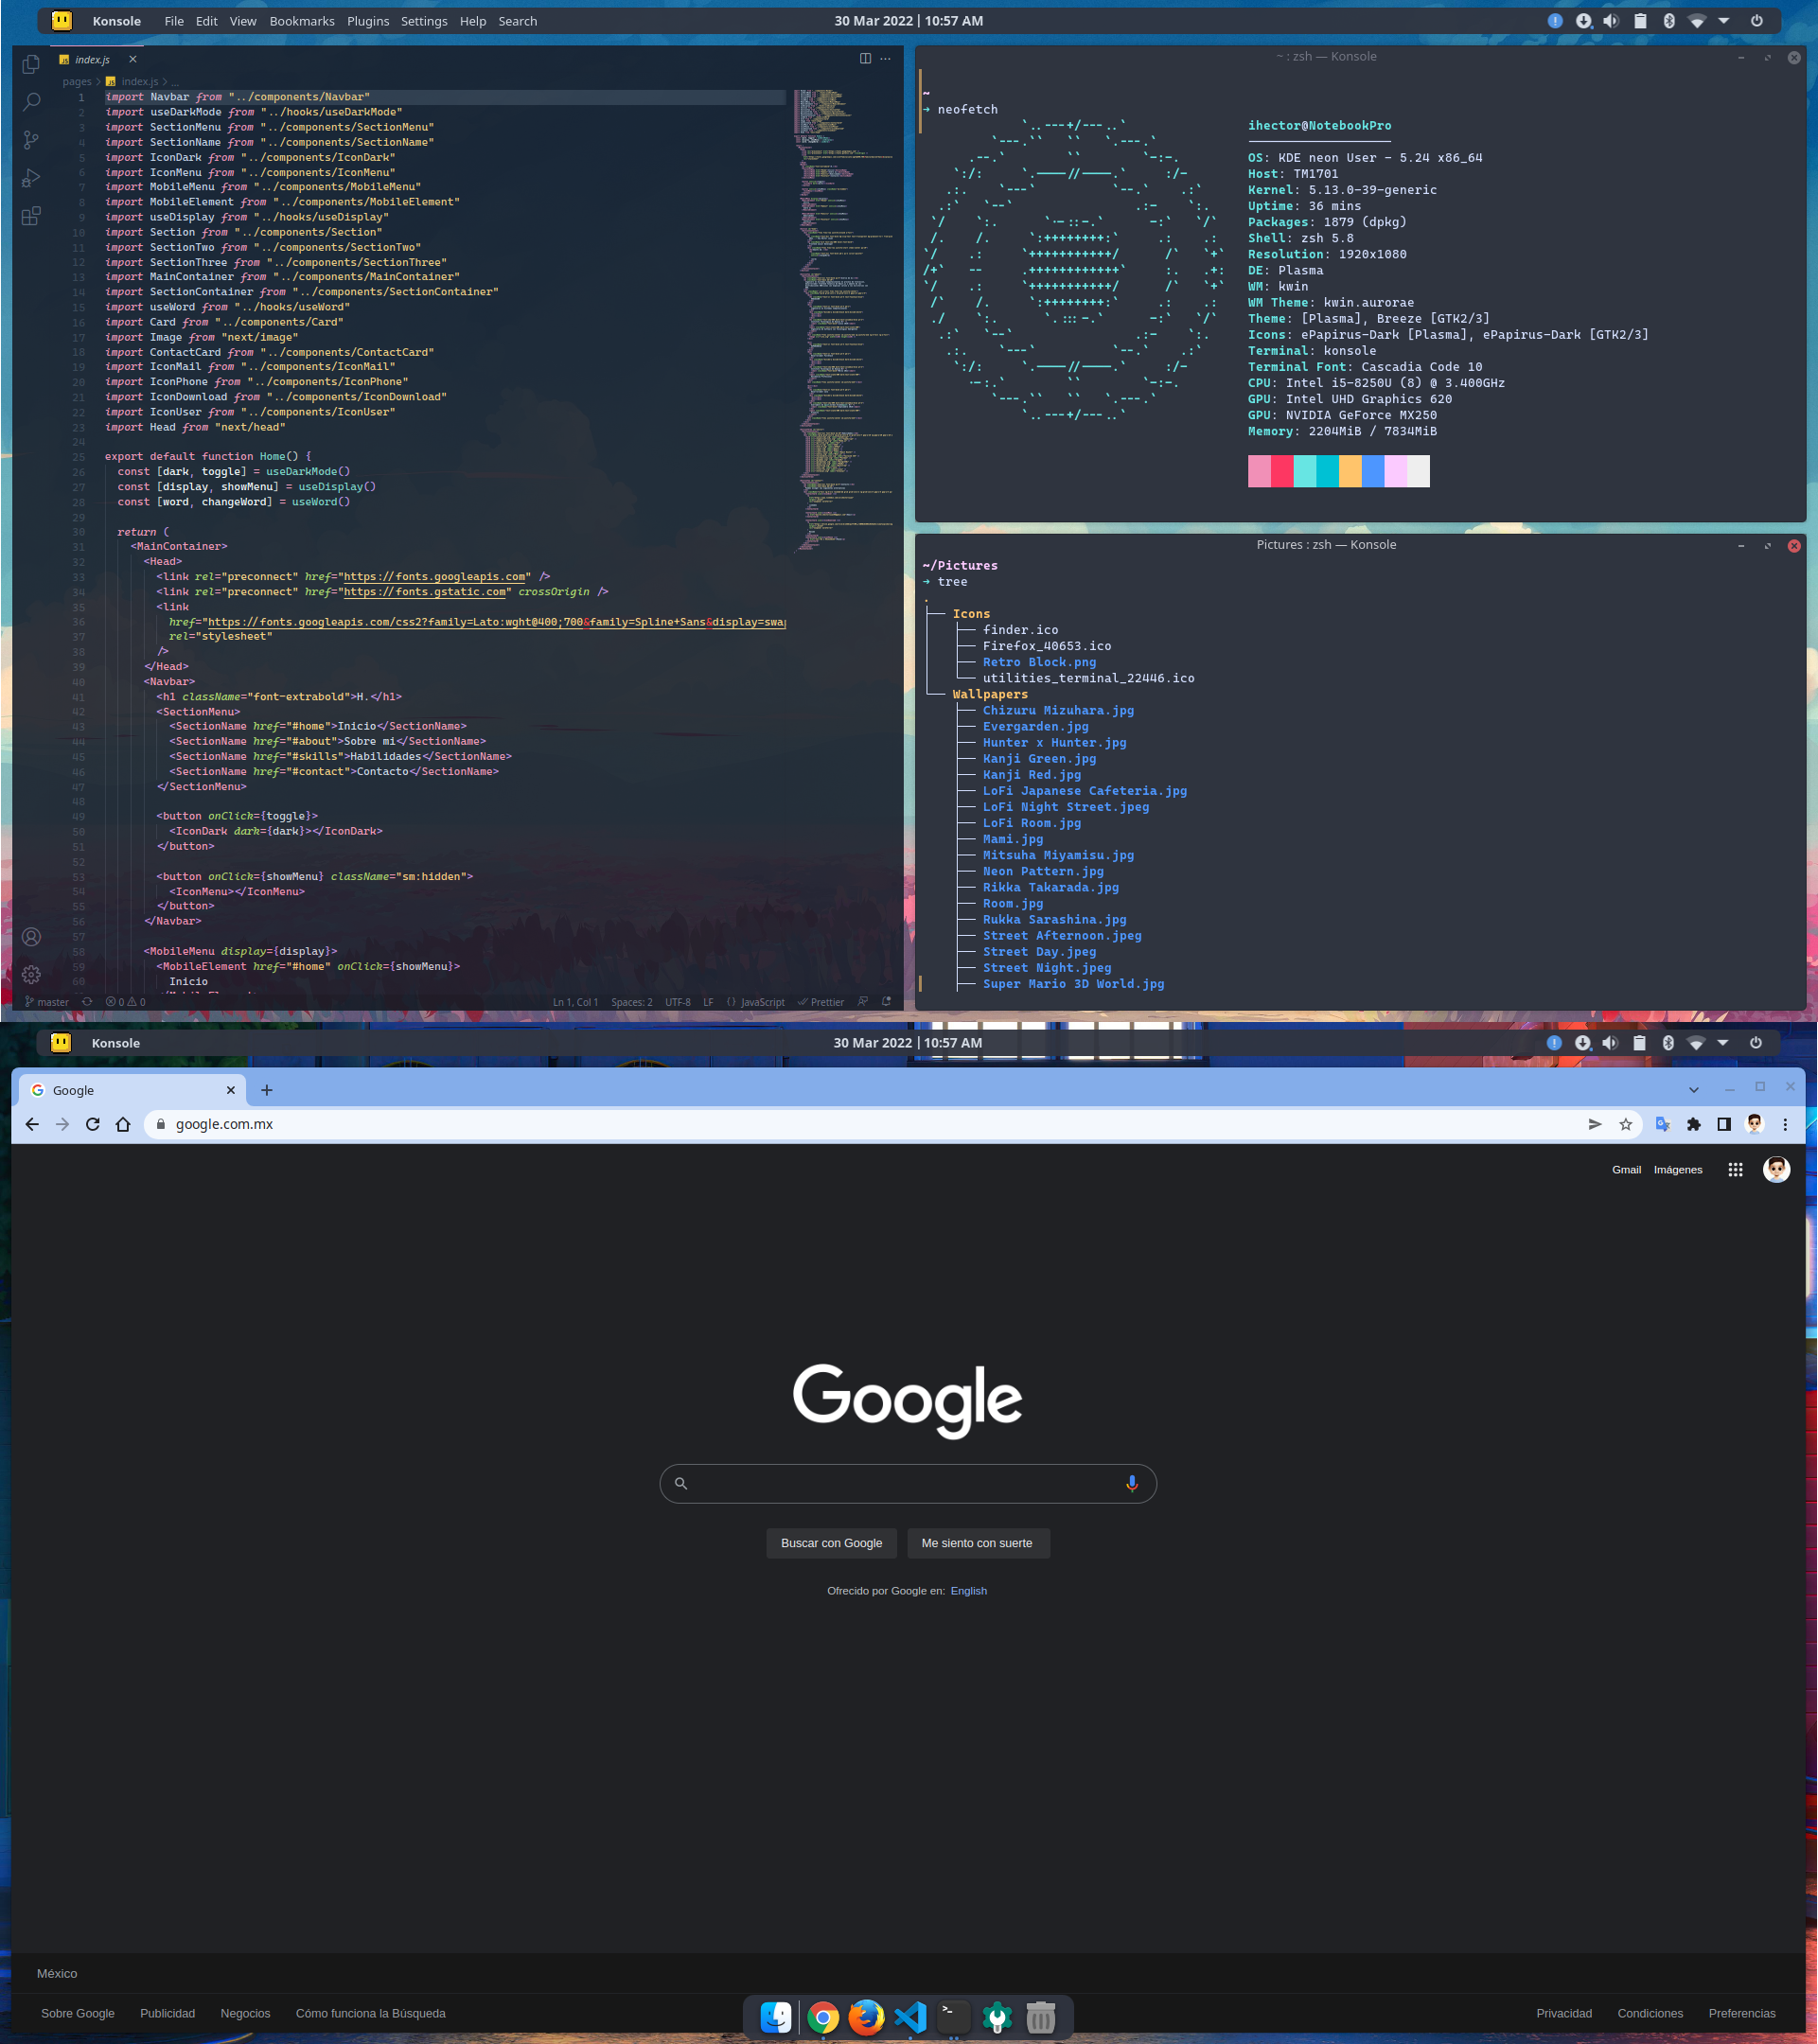 Konsole File Edit View Bookmarks Plugins Settings Help Search 30 Mar 2022 | 10:57 AM
index.js
pages > index.js > ...
1 import Navbar from "../components/Navbar"
2 import useDarkMode from "../hooks/useDarkMode"
3 import SectionMenu from "../components/SectionMenu"
4 import SectionName from "../components/SectionName"
5 import IconDark from "../components/IconDark"
6 import IconMenu from "../components/IconMenu"
7 import MobileMenu from "../components/MobileMenu"
8 import MobileElement from "../components/MobileElement"
9 import useDisplay from "../hooks/useDisplay"
10 import Section from "../components/Section"
11 import SectionTwo from "../components/SectionTwo"
12 import SectionThree from "../components/SectionThree"
13 import MainContainer from "../components/MainContainer"
14 import SectionContainer from "../components/SectionContainer"
15 import useWord from "../hooks/useWord"
16 import Card from "../components/Card"
17 import Image from "next/image"
18 import ContactCard from "../components/ContactCard"
19 import IconMail from "../components/IconMail"
20 import IconPhone from "../components/IconPhone"
21 import IconDownload from "../components/IconDownload"
22 import IconUser from "../components/IconUser"
23 import Head from "next/head"
24
25 export default function Home() {
26 const [dark, toggle] = useDarkMode()
27 const [display, showMenu] = useDisplay()
28 const [word, changeWord] = useWord()
29
30 return (
31 <MainContainer>
32 <Head>
33 <link rel="preconnect" href="https://fonts.googleapis.com" />
34 <link rel="preconnect" href="https://fonts.gstatic.com" crossOrigin />
35 <link
36 href="https://fonts.googleapis.com/css2?family=Lato:wght@400;700&family=Spline+Sans&display=swa
37 rel="stylesheet"
38 />
39 </Head>
40 <Navbar>
41 <h1 className="font-extrabold">H.</h1>
42 <SectionMenu>
43 <SectionName href="#home">Inicio</SectionName>
44 <SectionName href="#about">Sobre mi</SectionName>
45 <SectionName href="#skills">Habilidades</SectionName>
46 <SectionName href="#contact">Contacto</SectionName>
47 </SectionMenu>
48
49 <button onClick={toggle}>
50 <IconDark dark={dark}></IconDark>
51 </button>
52
53 <button onClick={showMenu} className="sm:hidden">
54 <IconMenu></IconMenu>
55 </button>
56 </Navbar>
57
58 <MobileMenu display={display}>
59 <MobileElement href="#home" onClick={showMenu}>
60 Inicio
master 0 0 Ln 1, Col 1 Spaces: 2 UTF-8 LF {} JavaScript Prettier
~ : zsh — Konsole
~
➜ neofetch
ihector@NotebookPro
OS: KDE neon User - 5.24 x86_64
Host: TM1701
Kernel: 5.13.0-39-generic
Uptime: 36 mins
Packages: 1879 (dpkg)
Shell: zsh 5.8
Resolution: 1920x1080
DE: Plasma
WM: kwin
WM Theme: kwin.aurorae
Theme: [Plasma], Breeze [GTK2/3]
Icons: ePapirus-Dark [Plasma], ePapirus-Dark [GTK2/3]
Terminal: konsole
Terminal Font: Cascadia Code 10
CPU: Intel i5-8250U (8) @ 3.400GHz
GPU: Intel UHD Graphics 620
GPU: NVIDIA GeForce MX250
Memory: 2204MiB / 7834MiB
Pictures : zsh — Konsole
~/Pictures
➜ tree
.
├── Icons
│   ├── finder.ico
│   ├── Firefox_40653.ico
│   ├── Retro Block.png
│   └── utilities_terminal_22446.ico
└── Wallpapers
├── Chizuru Mizuhara.jpg
├── Evergarden.jpg
├── Hunter x Hunter.jpg
├── Kanji Green.jpg
├── Kanji Red.jpg
├── LoFi Japanese Cafeteria.jpg
├── LoFi Night Street.jpeg
├── LoFi Room.jpg
├── Mami.jpg
├── Mitsuha Miyamisu.jpg
├── Neon Pattern.jpg
├── Rikka Takarada.jpg
├── Room.jpg
├── Rukka Sarashina.jpg
├── Street Afternoon.jpeg
├── Street Day.jpeg
├── Street Night.jpeg
├── Super Mario 3D World.jpg
Konsole 30 Mar 2022 | 10:57 AM
Google
google.com.mx
Gmail Imágenes
Google
Buscar con Google Me siento con suerte
Ofrecido por Google en: English
México
Sobre Google Publicidad Negocios Cómo funciona la Búsqueda Privacidad Condiciones Preferencias